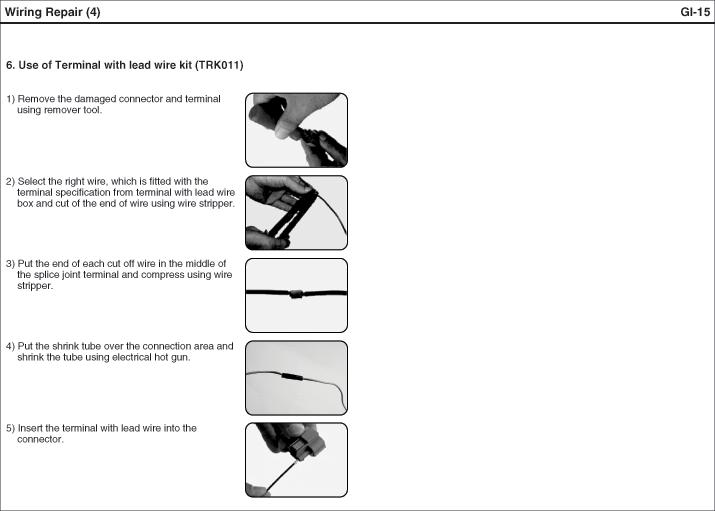 Wiring Repair (4)
GI-15
6. Use of Terminal with lead wire kit (TRK011)
1) Remove the damaged connector and terminal
using remover tool.
2) Select the right wire, which is fitted with the
terminal specification from terminal with lead wire
box and cut of the end of wire using wire stripper.
3) Put the end of each cut off wire in the middle of
the splice joint terminal and compress using wire
stripper.
4) Put the shrink tube over the connection area and
shrink the tube using electrical hot gun.
5) Insert the terminal with lead wire into the
connector.